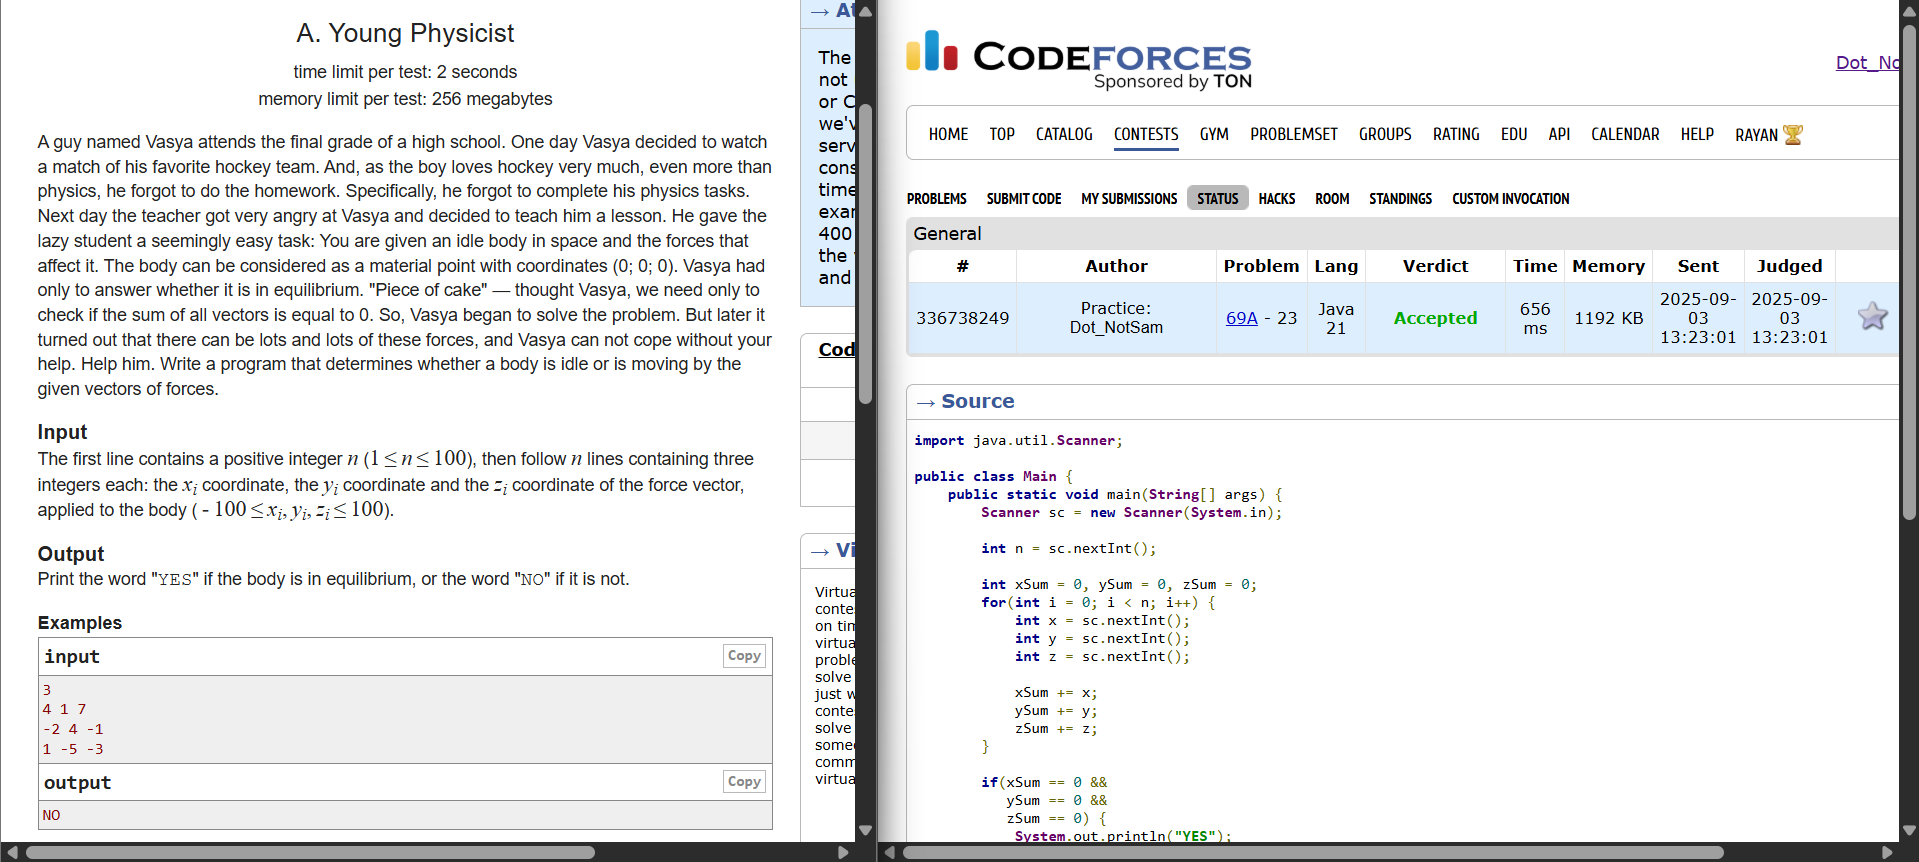 A. Young Physicist
time limit per test: 2 seconds
memory limit per test: 256 megabytes
A guy named Vasya attends the final grade of a high school. One day Vasya decided to watch
a match of his favorite hockey team. And, as the boy loves hockey very much, even more than
physics, he forgot to do the homework. Specifically, he forgot to complete his physics tasks.
Next day the teacher got very angry at Vasya and decided to teach him a lesson. He gave the
lazy student a seemingly easy task: You are given an idle body in space and the forces that
affect it. The body can be considered as a material point with coordinates (0; 0; 0). Vasya had
only to answer whether it is in equilibrium. "Piece of cake" — thought Vasya, we need only to
check if the sum of all vectors is equal to 0. So, Vasya began to solve the problem. But later it
turned out that there can be lots and lots of these forces, and Vasya can not cope without your
help. Help him. Write a program that determines whether a body is idle or is moving by the
given vectors of forces.
Input
The first line contains a positive integer n (1 ≤ n ≤ 100), then follow n lines containing three
integers each: the xi coordinate, the yi coordinate and the zi coordinate of the force vector,
applied to the body ( - 100 ≤ xi, yi, zi ≤ 100).
Output
Print the word "YES" if the body is in equilibrium, or the word "NO" if it is not.
Examples
input
Copy
3
4 1 7
-2 4 -1
1 -5 -3
output
Copy
NO
→
The
not
or
we'v
serv
cons
time
exam
400
the
and
Cod
→ Vi
Virtua
conte
on tim
virtua
proble
solve
just w
conte
solve
some
comm
virtua
CODEFORCES
Sponsored by TON
Dot_No
HOME TOP CATALOG CONTESTS GYM PROBLEMSET GROUPS RATING EDU API CALENDAR HELP RAYAN
PROBLEMS SUBMIT CODE MY SUBMISSIONS STATUS HACKS ROOM STANDINGS CUSTOM INVOCATION
General
# Author Problem Lang Verdict Time Memory Sent Judged
336738249 Practice: Dot_NotSam 69A - 23 Java 21 Accepted 656 ms 1192 KB 2025-09-03 13:23:01 2025-09-03 13:23:01
→ Source
import java.util.Scanner;
public class Main {
public static void main(String[] args) {
Scanner sc = new Scanner(System.in);
int n = sc.nextInt();
int xSum = 0, ySum = 0, zSum = 0;
for(int i = 0; i < n; i++) {
int x = sc.nextInt();
int y = sc.nextInt();
int z = sc.nextInt();
xSum += x;
ySum += y;
zSum += z;
}
if(xSum == 0 &&
ySum == 0 &&
zSum == 0) {
System.out.println("YES");